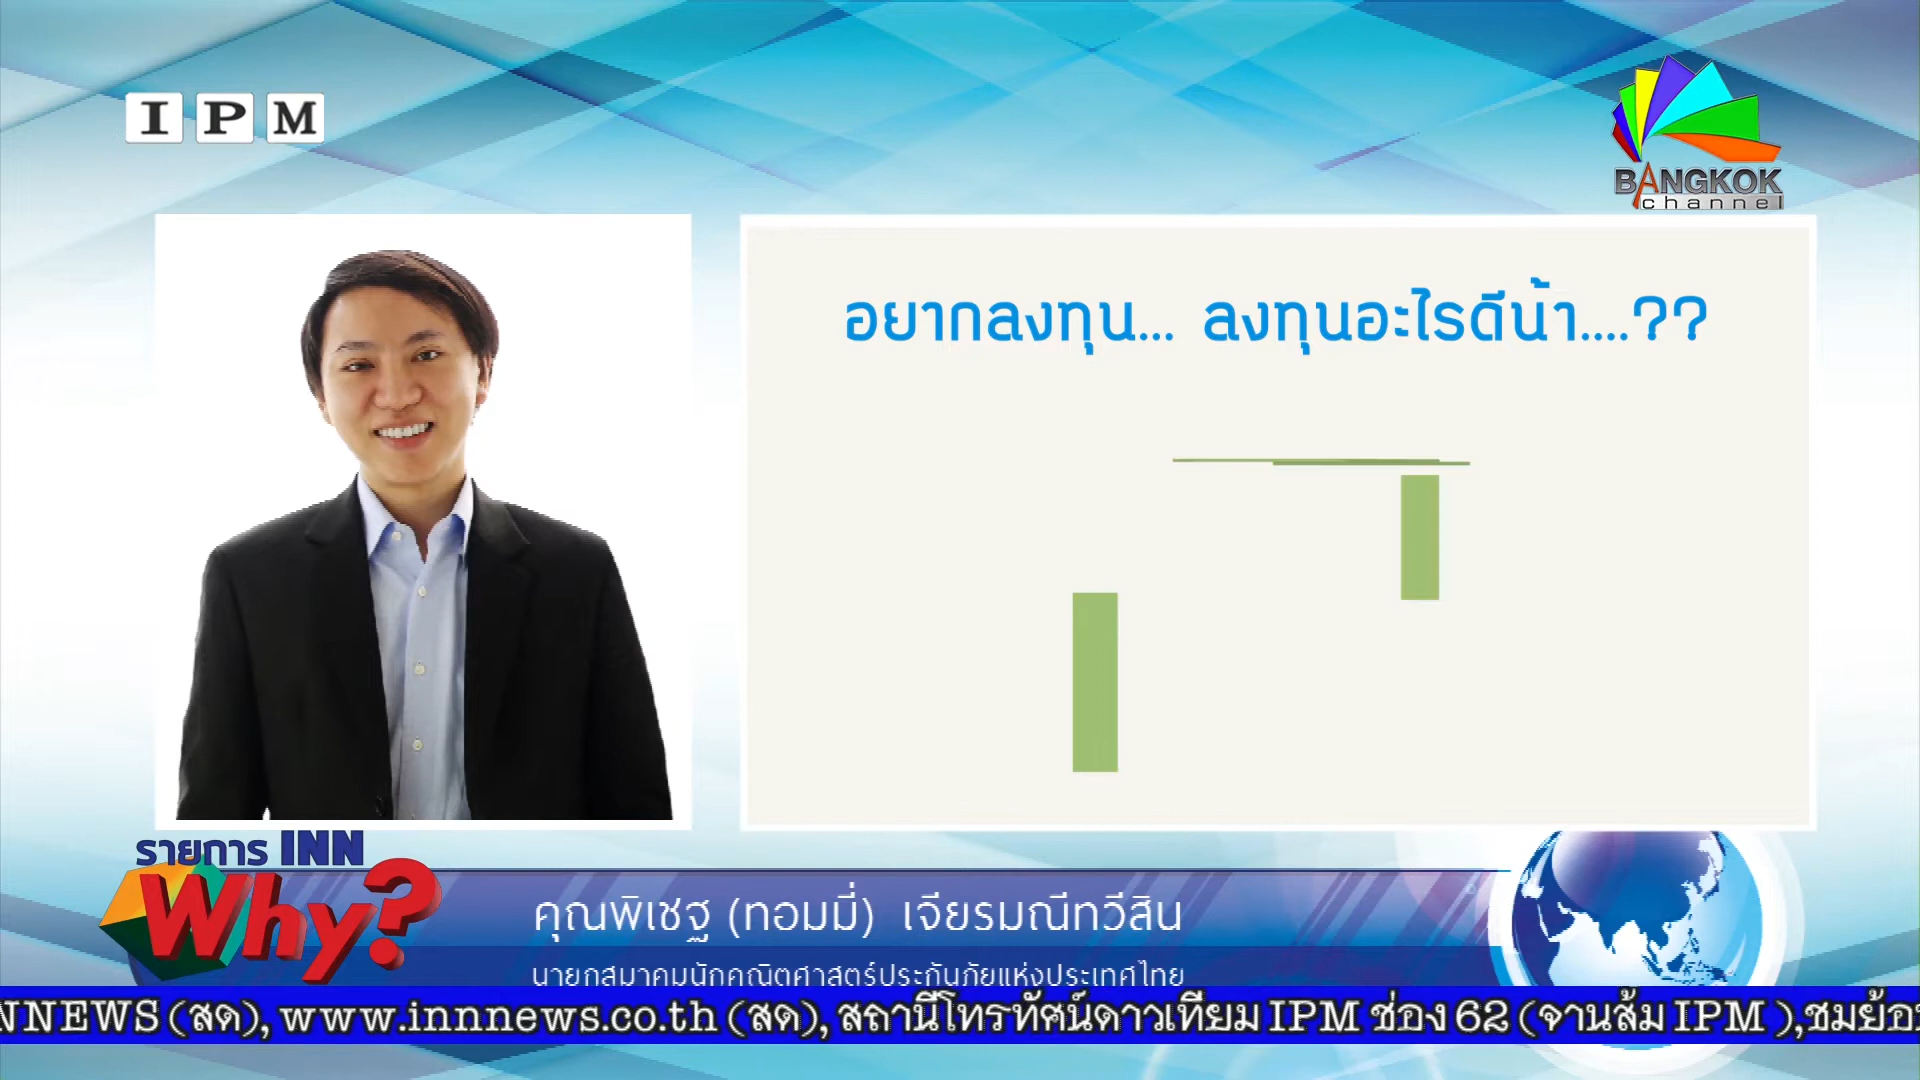 I P M
BANGKOK
channel
อยากลงทุน... ลงทุนอะไรดีน้า....??
รายการ INN
Why?
คุณพิเชฐ (ทอมมี่) เจียรมณีทวีสิน
นายกสมาคมนักคณิตศาสตร์ประกันภัยแห่งประเทศไทย
NNEWS (สด), www.innnews.co.th (สด), สถานีโทรทัศน์ดาวเทียม IPM ช่อง 62 (จานส้ม IPM ),ชมย้อ